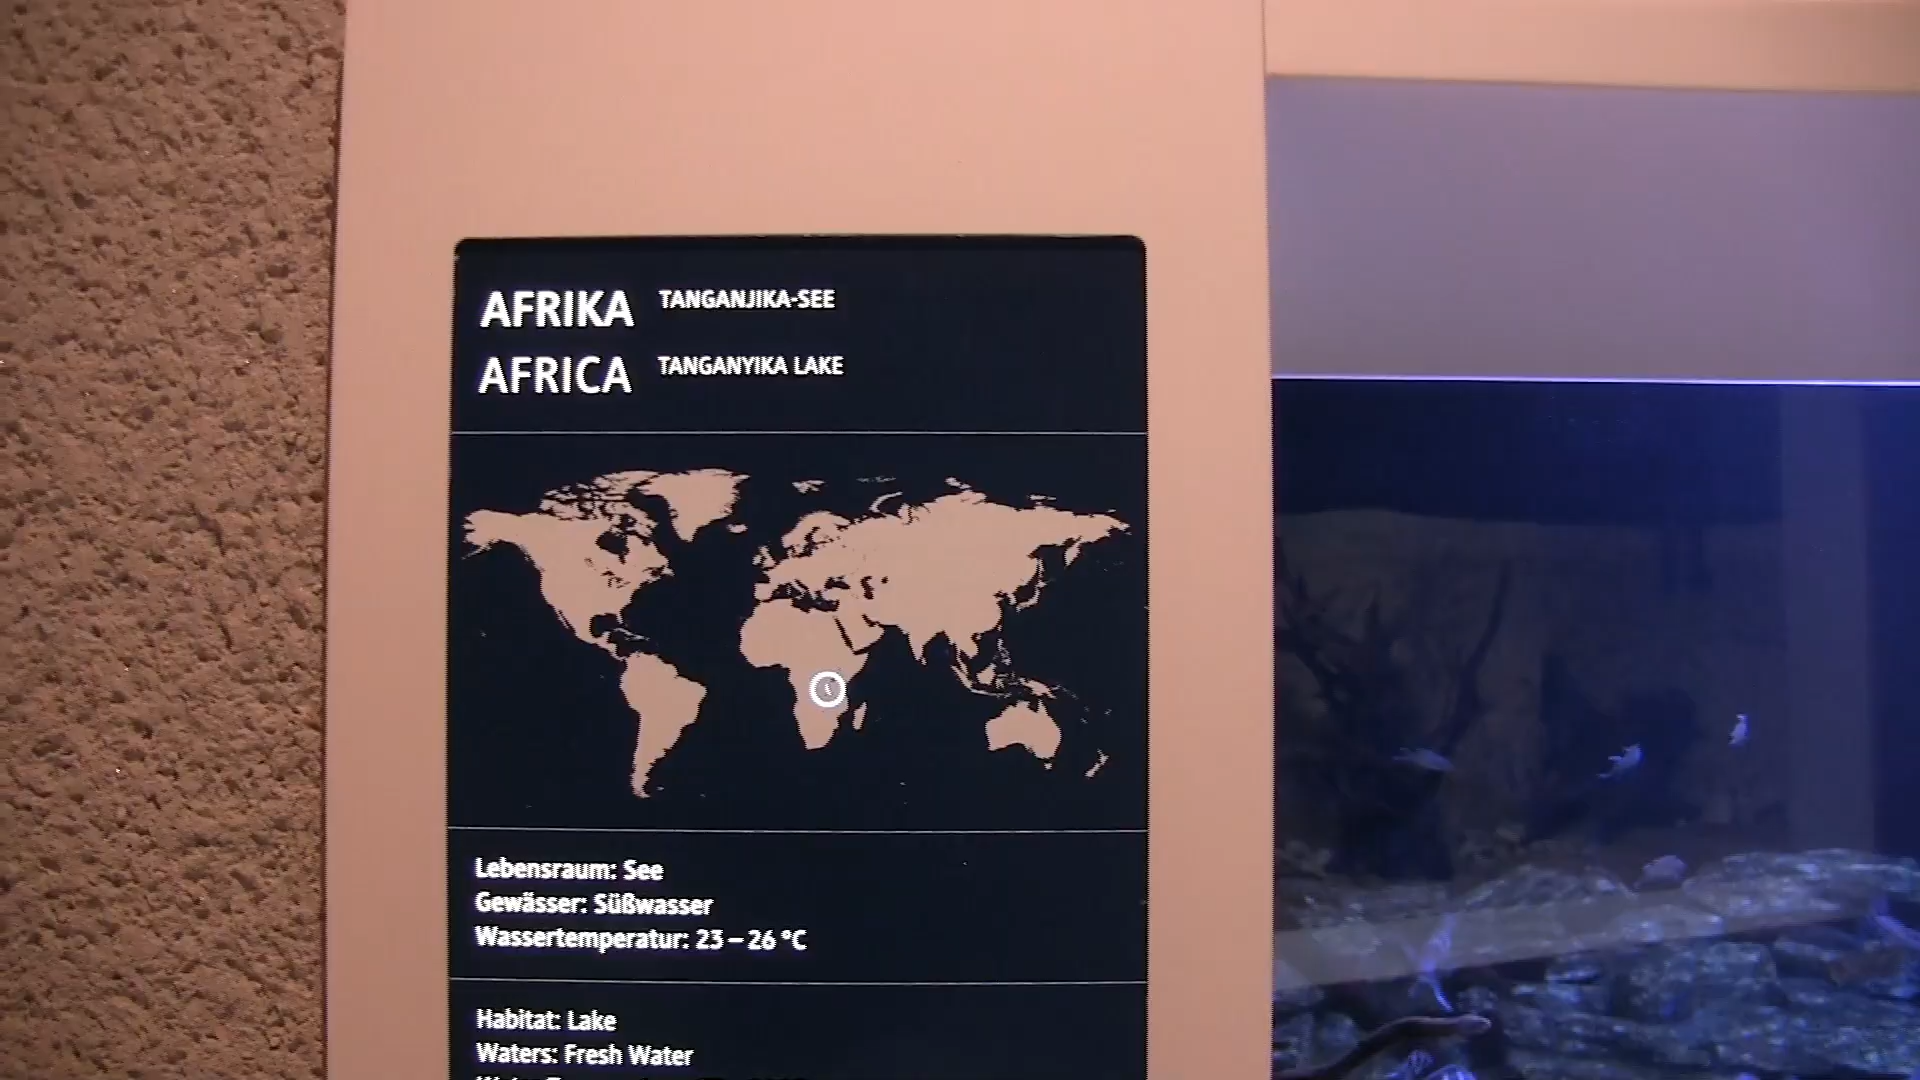 AFRIKA TANGANJIKA-SEE
AFRICA TANGANYIKA LAKE
Lebensraum: See
Gewässer: Süßwasser
Wassertemperatur: 23 – 26 °C
Habitat: Lake
Waters: Fresh Water